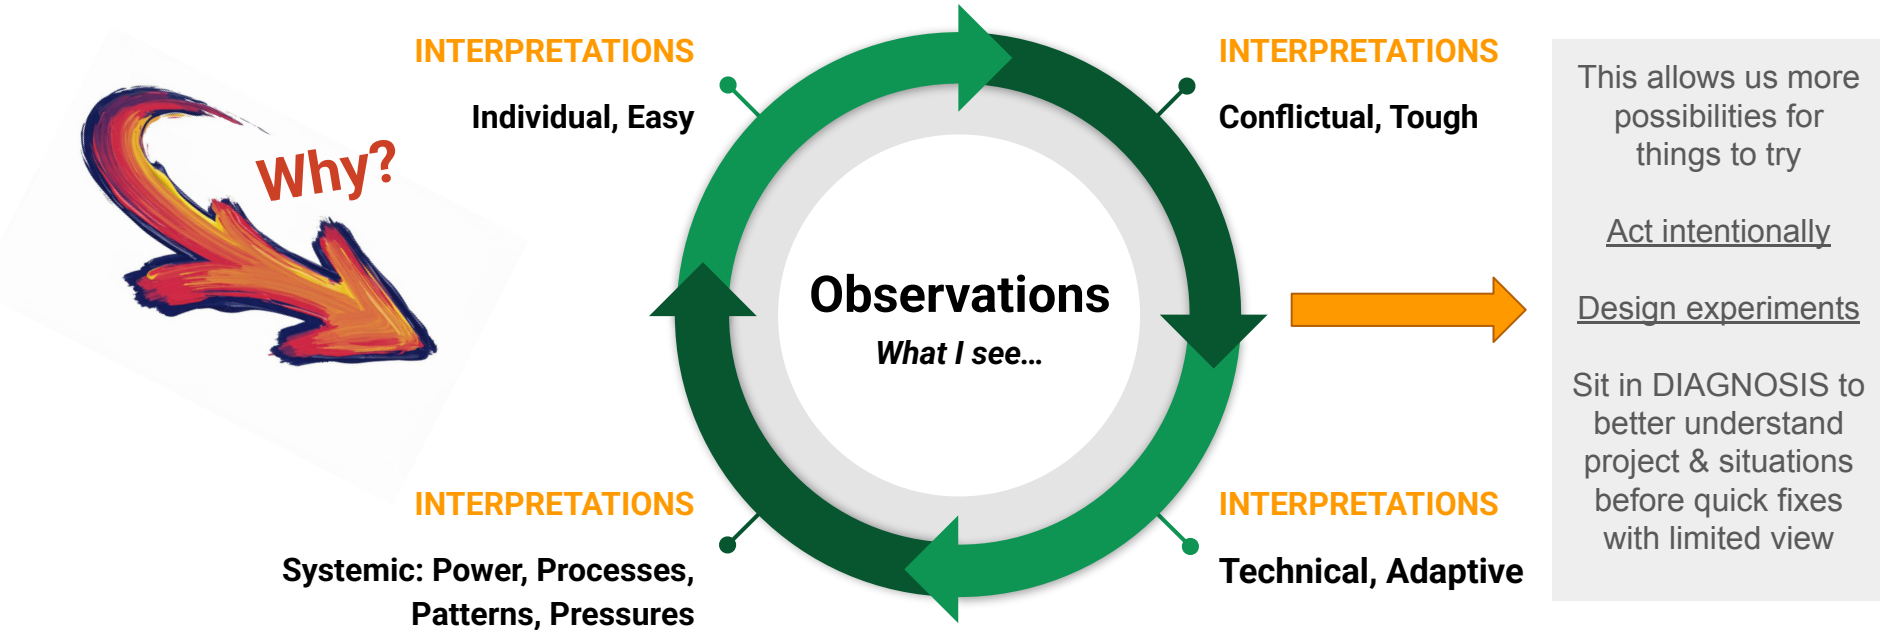 Why?
INTERPRETATIONS
Individual, Easy
INTERPRETATIONS
Conflictual, Tough
Observations
What I see...
INTERPRETATIONS
Systemic: Power, Processes,
Patterns, Pressures
INTERPRETATIONS
Technical, Adaptive
This allows us more
possibilities for
things to try
Act intentionally
Design experiments
Sit in DIAGNOSIS to
better understand
project & situations
before quick fixes
with limited view